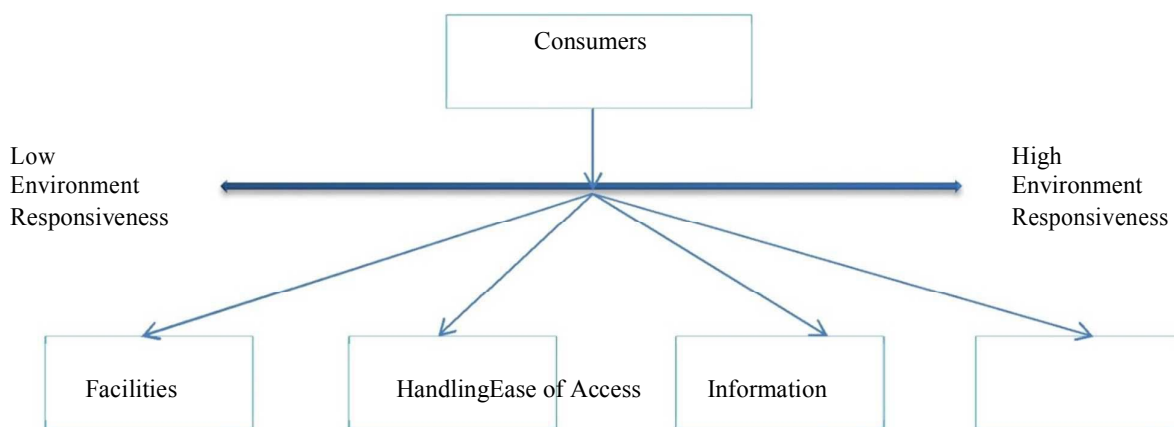 Consumers
Low
Environment
Responsiveness
High
Environment
Responsiveness
Facilities
HandlingEase of Access
Information